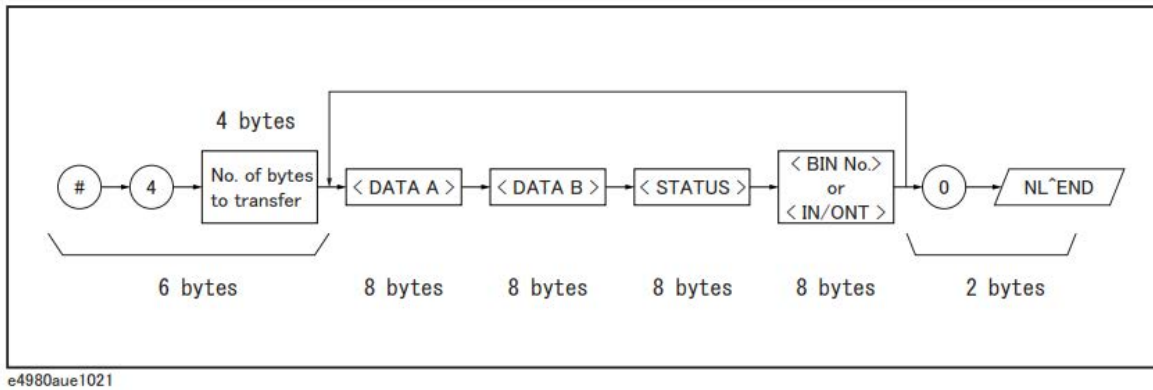 4 bytes
#
4
No. of bytes
to transfer
< DATA A >
< DATA B >
< STATUS >
< BIN No.>
or
< IN/ONT >
0
NL^END
6 bytes
8 bytes
8 bytes
8 bytes
8 bytes
2 bytes
e4980aue1021